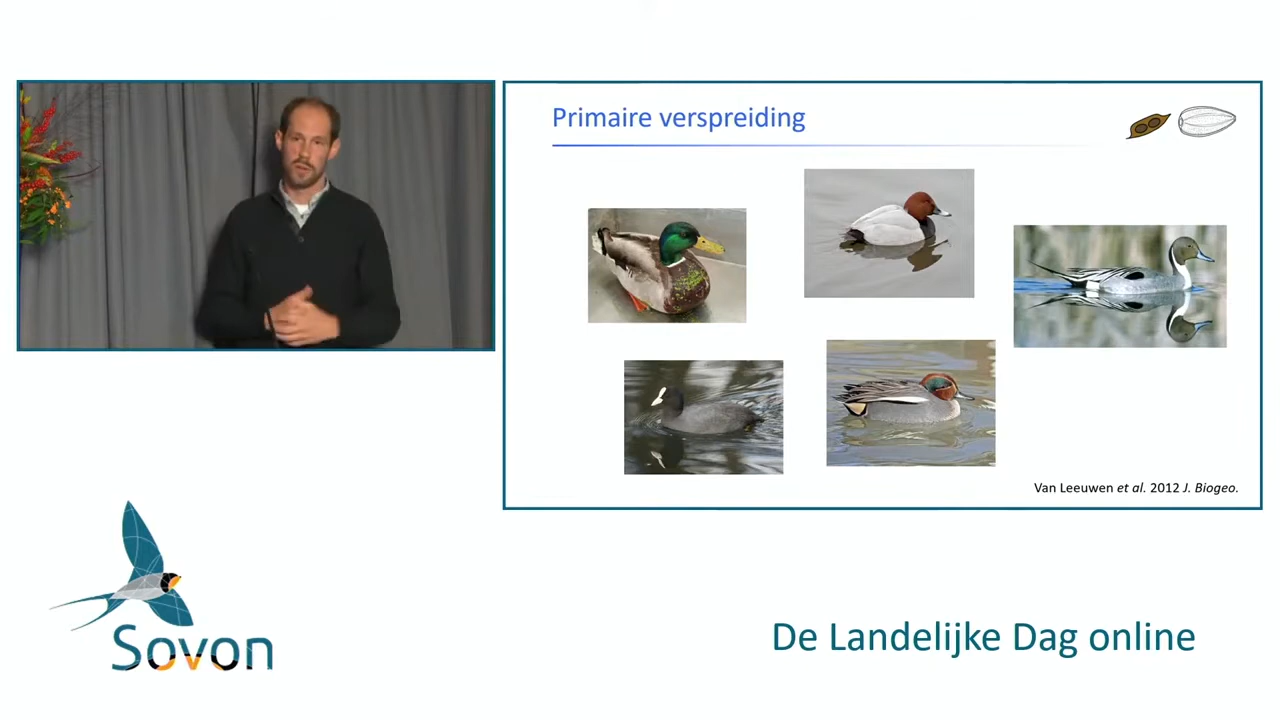 Primaire verspreiding
Van Leeuwen et al. 2012 J. Biogeo.
Sovon
De Landelijke Dag online